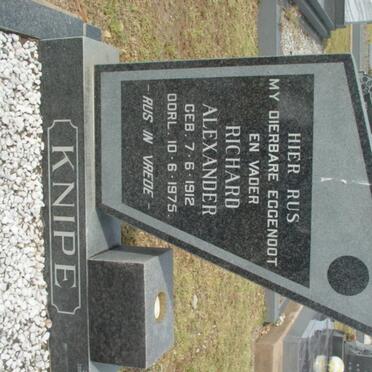 HIER RUS
MY DIERBARE EGGENOOT
EN VADER
RICHARD
ALEXANDER
GEB. 7·6·1912
OORL. 10·6·1975
– RUS IN VREDE –
KNIPE